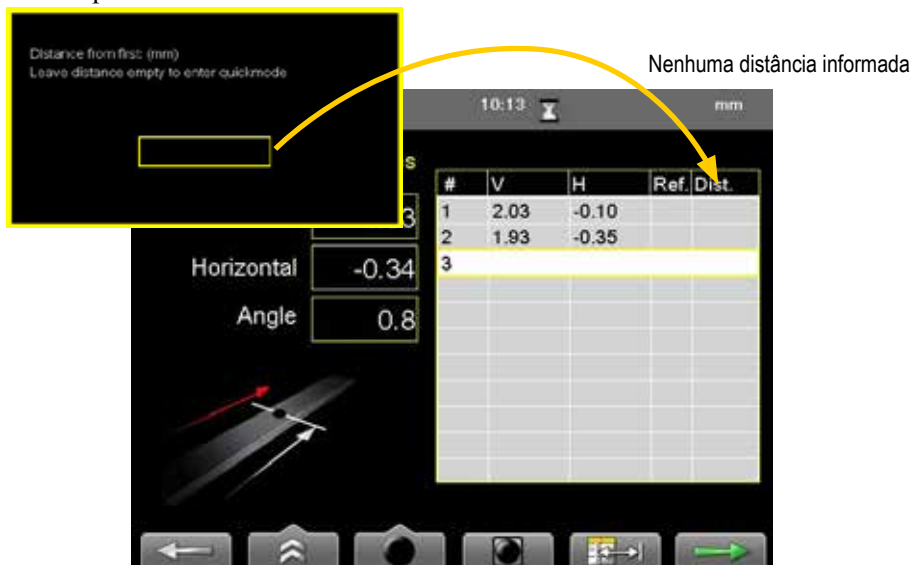 Distance from first: (mm)
Leave distance empty to enter quickmode
Nenhuma distância informada
10:13 mm
s
# V H Ref. Dist.
3
1 2.03 -0.10
2 1.93 -0.35
Horizontal -0.34
3
Angle 0.8